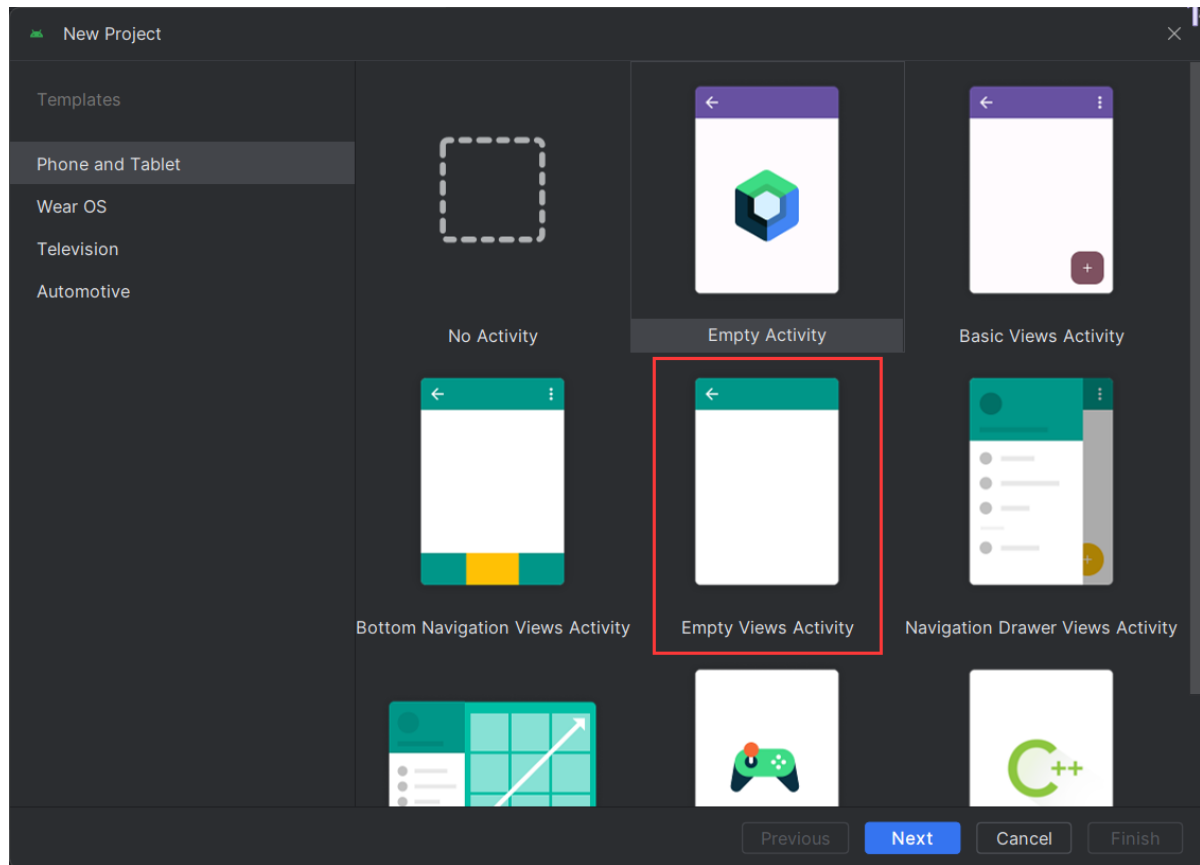 New Project
Templates
Phone and Tablet
Wear OS
Television
Automotive
No Activity
Empty Activity
Basic Views Activity
Bottom Navigation Views Activity
Empty Views Activity
Navigation Drawer Views Activity
C++
Previous
Next
Cancel
Finish